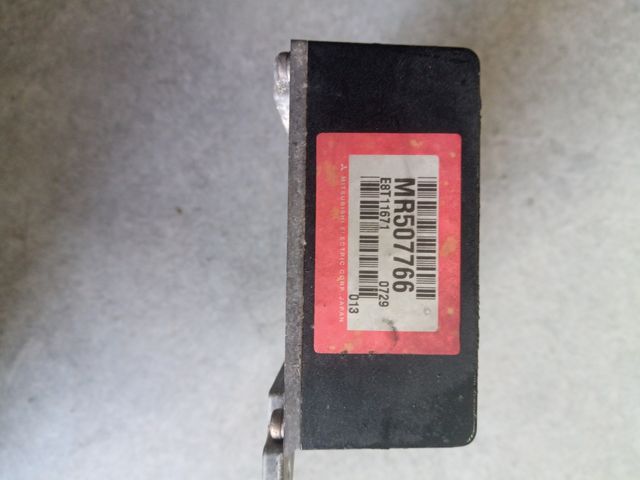 MR507766
E8T11671 0729
013
MITSUBISHI ELECTRIC CORP. JAPAN